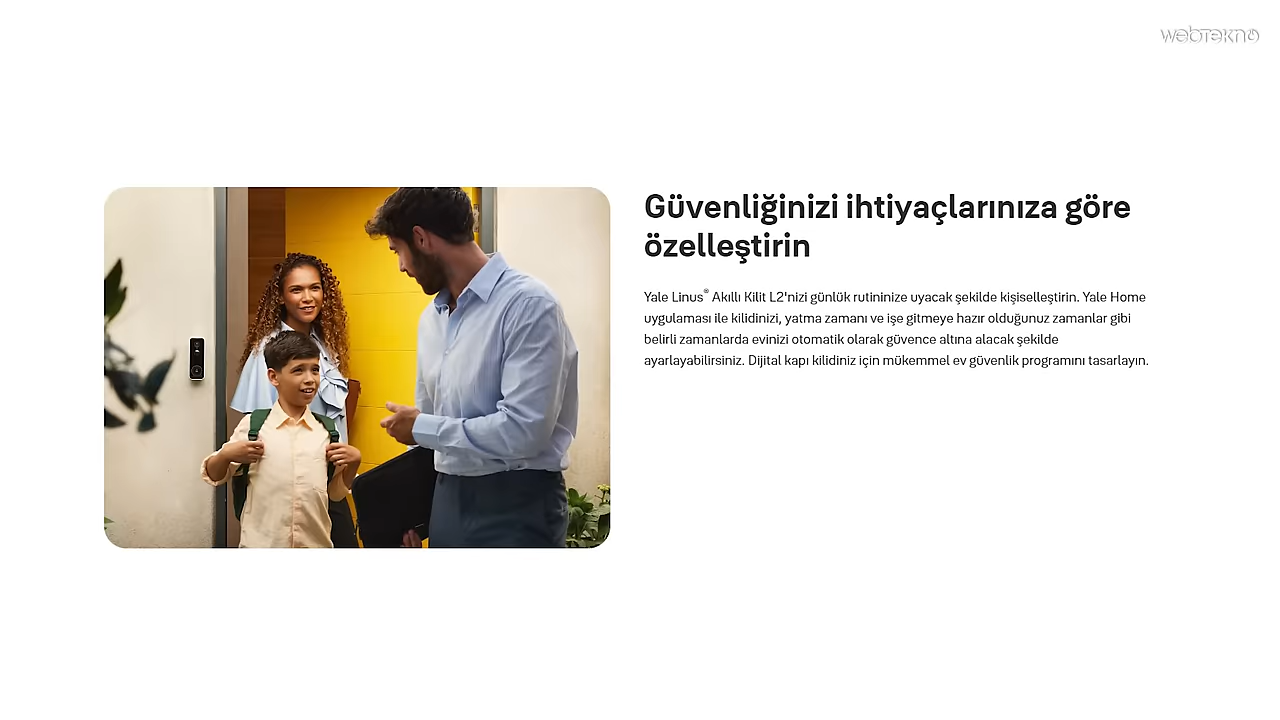 webtekno
Güvenliğinizi ihtiyaçlarınıza göre
özelleştirin
Yale Linus® Akıllı Kilit L2'nizi günlük rutininize uyacak şekilde kişiselleştirin. Yale Home
uygulaması ile kilidinizi, yatma zamanı ve işe gitmeye hazır olduğunuz zamanlar gibi
belirli zamanlarda evinizi otomatik olarak güvence altına alacak şekilde
ayarlayabilirsiniz. Dijital kapı kilidiniz için mükemmel ev güvenlik programını tasarlayın.